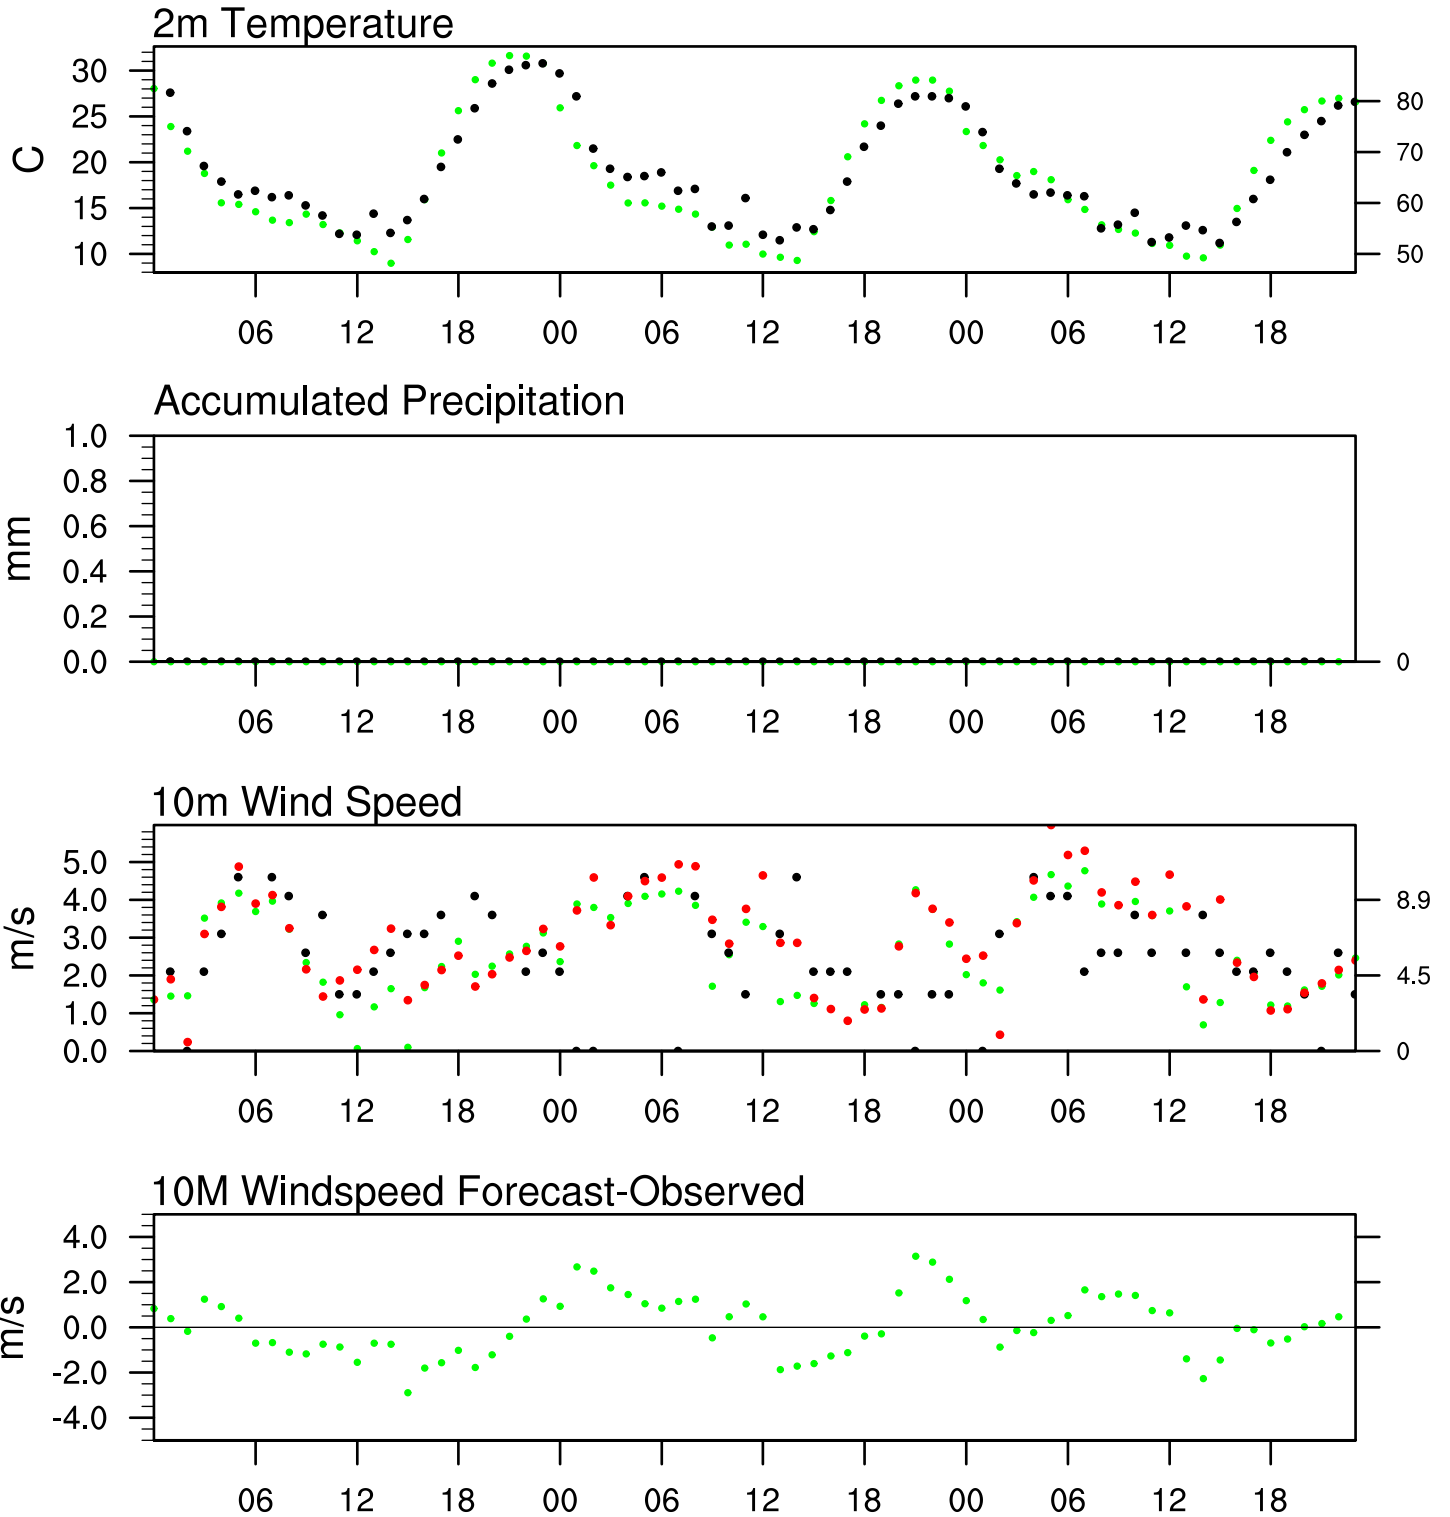 2m Temperature
30
25
20
15
10
C
80
70
60
50
06 12 18 00 06 12 18 00 06 12 18
Accumulated Precipitation
1.0
0.8
0.6
0.4
0.2
0.0
mm
0
06 12 18 00 06 12 18 00 06 12 18
10m Wind Speed
5.0
4.0
3.0
2.0
1.0
0.0
m/s
8.9
4.5
0
06 12 18 00 06 12 18 00 06 12 18
10M Windspeed Forecast-Observed
4.0
2.0
0.0
-2.0
-4.0
m/s
06 12 18 00 06 12 18 00 06 12 18